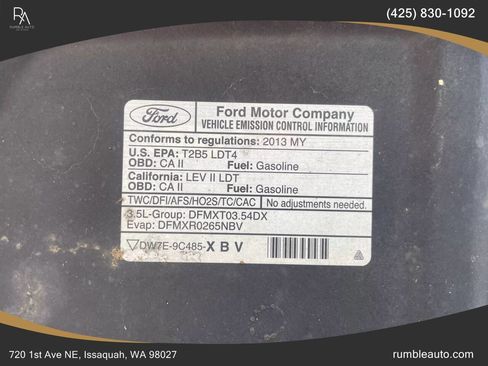 RA
RUMBLE AUTO
(425) 830-1092
Ford
Ford Motor Company
VEHICLE EMISSION CONTROL INFORMATION
Conforms to regulations: 2013 MY
U.S. EPA: T2B5 LDT4
OBD: CA II Fuel: Gasoline
California: LEV II LDT
OBD: CA II Fuel: Gasoline
TWC/DFI/AFS/HO2S/TC/CAC No adjustments needed.
3.5L-Group: DFMXT03.54DX
Evap: DFMXR0265NBV
DW7E-9C485-X B V
720 1st Ave NE, Issaquah, WA 98027
rumbleauto.com